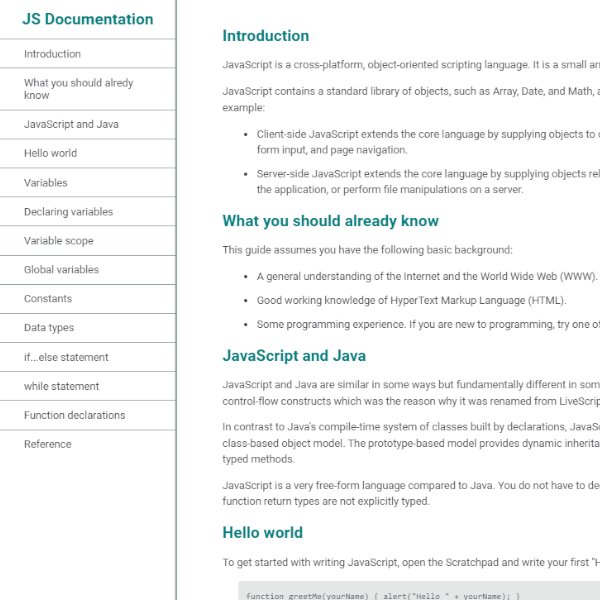 JS Documentation
Introduction
What you should alredy
know
JavaScript and Java
Hello world
Variables
Declaring variables
Variable scope
Global variables
Constants
Data types
if...else statement
while statement
Function declarations
Reference
Introduction
JavaScript is a cross-platform, object-oriented scripting language. It is a small an
JavaScript contains a standard library of objects, such as Array, Date, and Math, a
example:
• Client-side JavaScript extends the core language by supplying objects to c
form input, and page navigation.
• Server-side JavaScript extends the core language by supplying objects rel
the application, or perform file manipulations on a server.
What you should already know
This guide assumes you have the following basic background:
• A general understanding of the Internet and the World Wide Web (WWW).
• Good working knowledge of HyperText Markup Language (HTML).
• Some programming experience. If you are new to programming, try one of
JavaScript and Java
JavaScript and Java are similar in some ways but fundamentally different in som
control-flow constructs which was the reason why it was renamed from LiveScrip
In contrast to Java's compile-time system of classes built by declarations, JavaSc
class-based object model. The prototype-based model provides dynamic inherita
typed methods.
JavaScript is a very free-form language compared to Java. You do not have to de
function return types are not explicitly typed.
Hello world
To get started with writing JavaScript, open the Scratchpad and write your first "H
function greetMe(yourName) { alert("Hello " + yourName); }